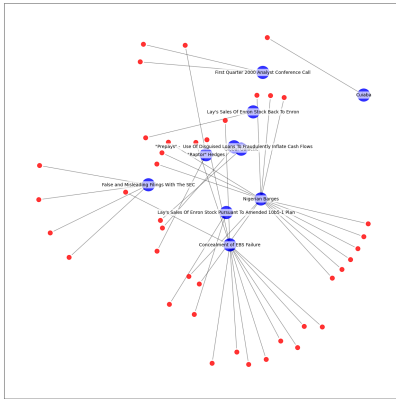 First Quarter 2000 Analyst Conference Call
Cuiaba
Lay's Sales Of Enron Stock Back To Enron
"Prepays" - Use Of Disguised Loans To Fraudulently Inflate Cash Flows
"Raptor" Hedges
False and Misleading Filings With The SEC
Nigerian Barges
Lay's Sales Of Enron Stock Pursuant To Amended 10b5-1 Plan
Concealment of EBS Failure